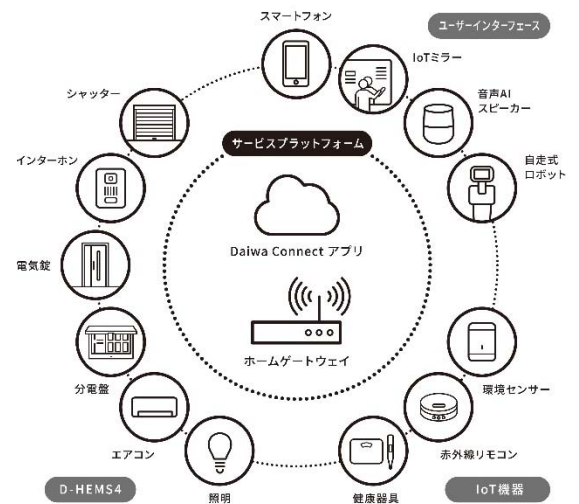 スマートフォン
ユーザーインターフェース
IoTミラー
音声AI
スピーカー
自走式
ロボット
シャッター
インターホン
電気錠
分電盤
エアコン
照明
D-HEMS4
サービスプラットフォーム
Daiwa Connect アプリ
ホームゲートウェイ
環境センサー
赤外線リモコン
健康器具
IoT機器